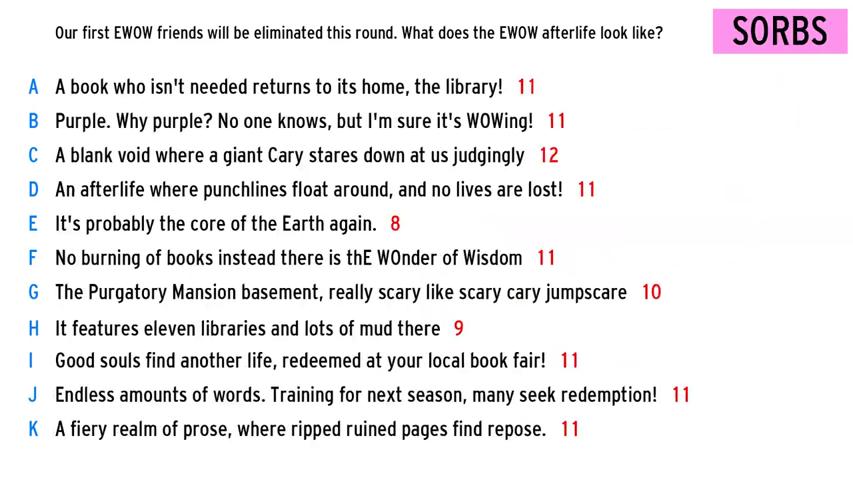 Our first EWOW friends will be eliminated this round. What does the EWOW afterlife look like?
SORBS
A A book who isn't needed returns to its home, the library! 11
B Purple. Why purple? No one knows, but I'm sure it's WOWing! 11
C A blank void where a giant Cary stares down at us judgingly 12
D An afterlife where punchlines float around, and no lives are lost! 11
E It's probably the core of the Earth again. 8
F No burning of books instead there is thE WOnder of Wisdom 11
G The Purgatory Mansion basement, really scary like scary cary jumpscare 10
H It features eleven libraries and lots of mud there 9
I Good souls find another life, redeemed at your local book fair! 11
J Endless amounts of words. Training for next season, many seek redemption! 11
K A fiery realm of prose, where ripped ruined pages find repose. 11